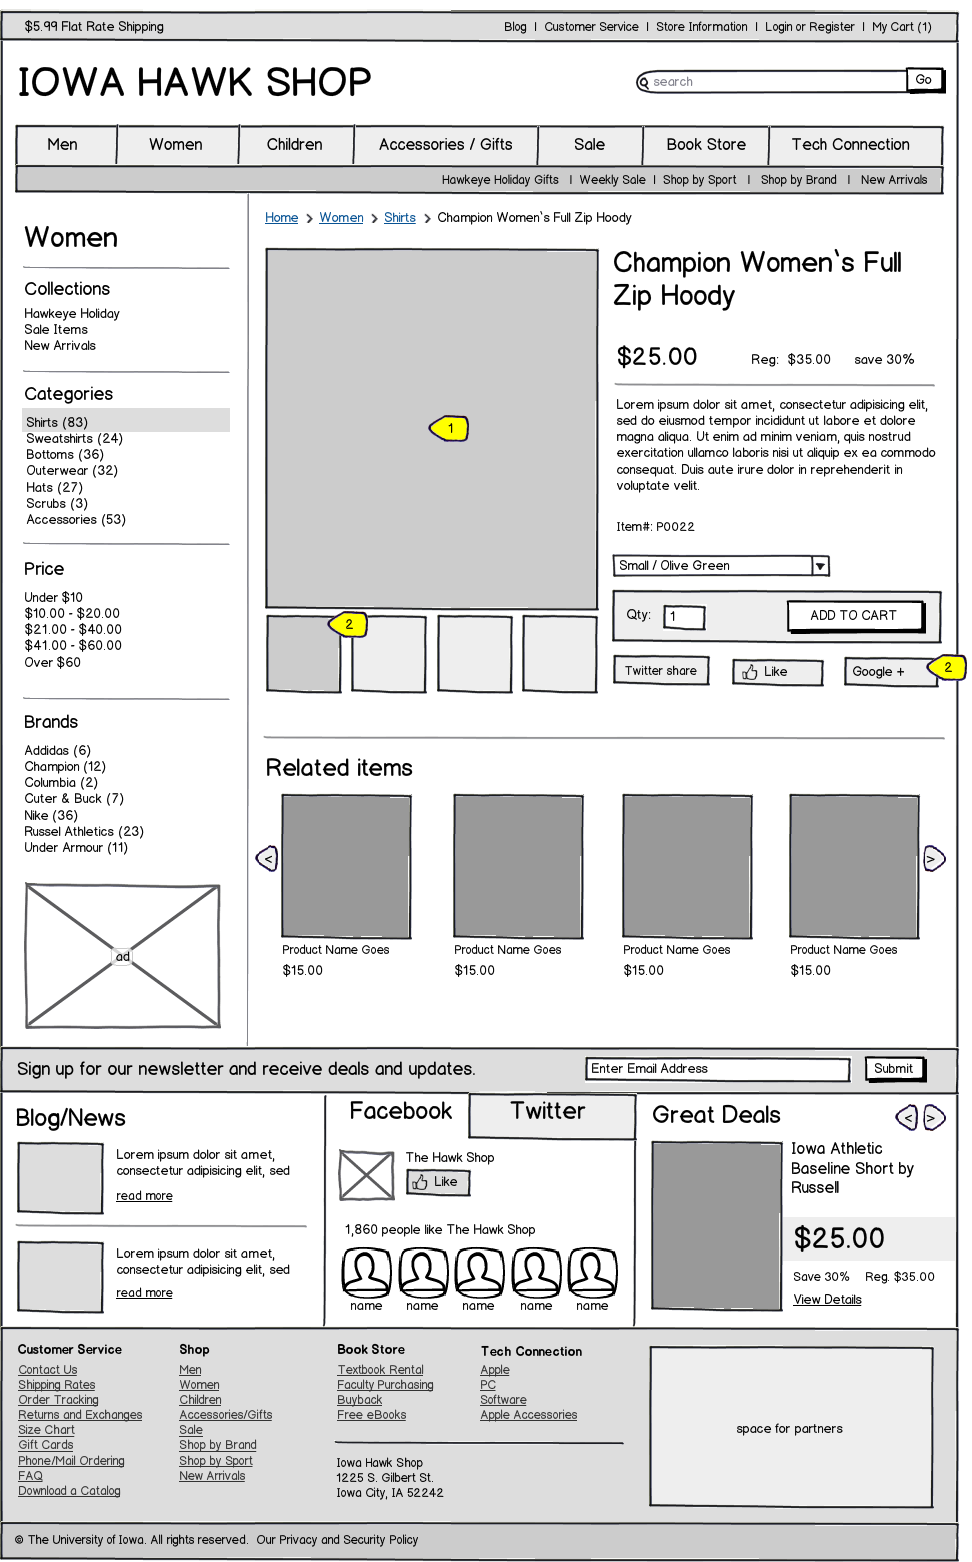 $5.99 Flat Rate Shipping
Blog | Customer Service | Store Information | Login or Register | My Cart (1)
IOWA HAWK SHOP
search
Go
Men
Women
Children
Accessories / Gifts
Sale
Book Store
Tech Connection
Hawkeye Holiday Gifts | Weekly Sale | Shop by Sport | Shop by Brand | New Arrivals
Women
Collections
Hawkeye Holiday
Sale Items
New Arrivals
Categories
Shirts (83)
Sweatshirts (24)
Bottoms (36)
Outerwear (32)
Hats (27)
Scrubs (3)
Accessories (53)
Price
Under $10
$10.00 - $20.00
$21.00 - $40.00
$41.00 - $60.00
Over $60
Brands
Addidas (6)
Champion (12)
Columbia (2)
Cuter & Buck (7)
Nike (36)
Russel Athletics (23)
Under Armour (11)
ad
Home > Women > Shirts > Champion Women`s Full Zip Hoody
1
2
Champion Women`s Full
Zip Hoody
$25.00
Reg: $35.00
save 30%
Lorem ipsum dolor sit amet, consectetur adipisicing elit,
sed do eiusmod tempor incididunt ut labore et dolore
magna aliqua. Ut enim ad minim veniam, quis nostrud
exercitation ullamco laboris nisi ut aliquip ex ea commodo
consequat. Duis aute irure dolor in reprehenderit in
voluptate velit.
Item#: P0022
Small / Olive Green
Qty:
1
ADD TO CART
Twitter share
Like
Google +
2
Related items
<
Product Name Goes
$15.00
Product Name Goes
$15.00
Product Name Goes
$15.00
Product Name Goes
$15.00
>
Sign up for our newsletter and receive deals and updates.
Enter Email Address
Submit
Blog/News
Lorem ipsum dolor sit amet,
consectetur adipisicing elit, sed
read more
Lorem ipsum dolor sit amet,
consectetur adipisicing elit, sed
read more
Facebook
Twitter
The Hawk Shop
Like
1,860 people like The Hawk Shop
name
name
name
name
name
Great Deals
<
>
Iowa Athletic
Baseline Short by
Russell
$25.00
Save 30%
Reg. $35.00
View Details
Customer Service
Contact Us
Shipping Rates
Order Tracking
Returns and Exchanges
Size Chart
Gift Cards
Phone/Mail Ordering
FAQ
Download a Catalog
Shop
Men
Women
Children
Accessories/Gifts
Sale
Shop by Brand
Shop by Sport
New Arrivals
Book Store
Textbook Rental
Faculty Purchasing
Buyback
Free eBooks
Tech Connection
Apple
PC
Software
Apple Accessories
Iowa Hawk Shop
1225 S. Gilbert St.
Iowa City, IA 52242
space for partners
© The University of Iowa. All rights reserved. Our Privacy and Security Policy